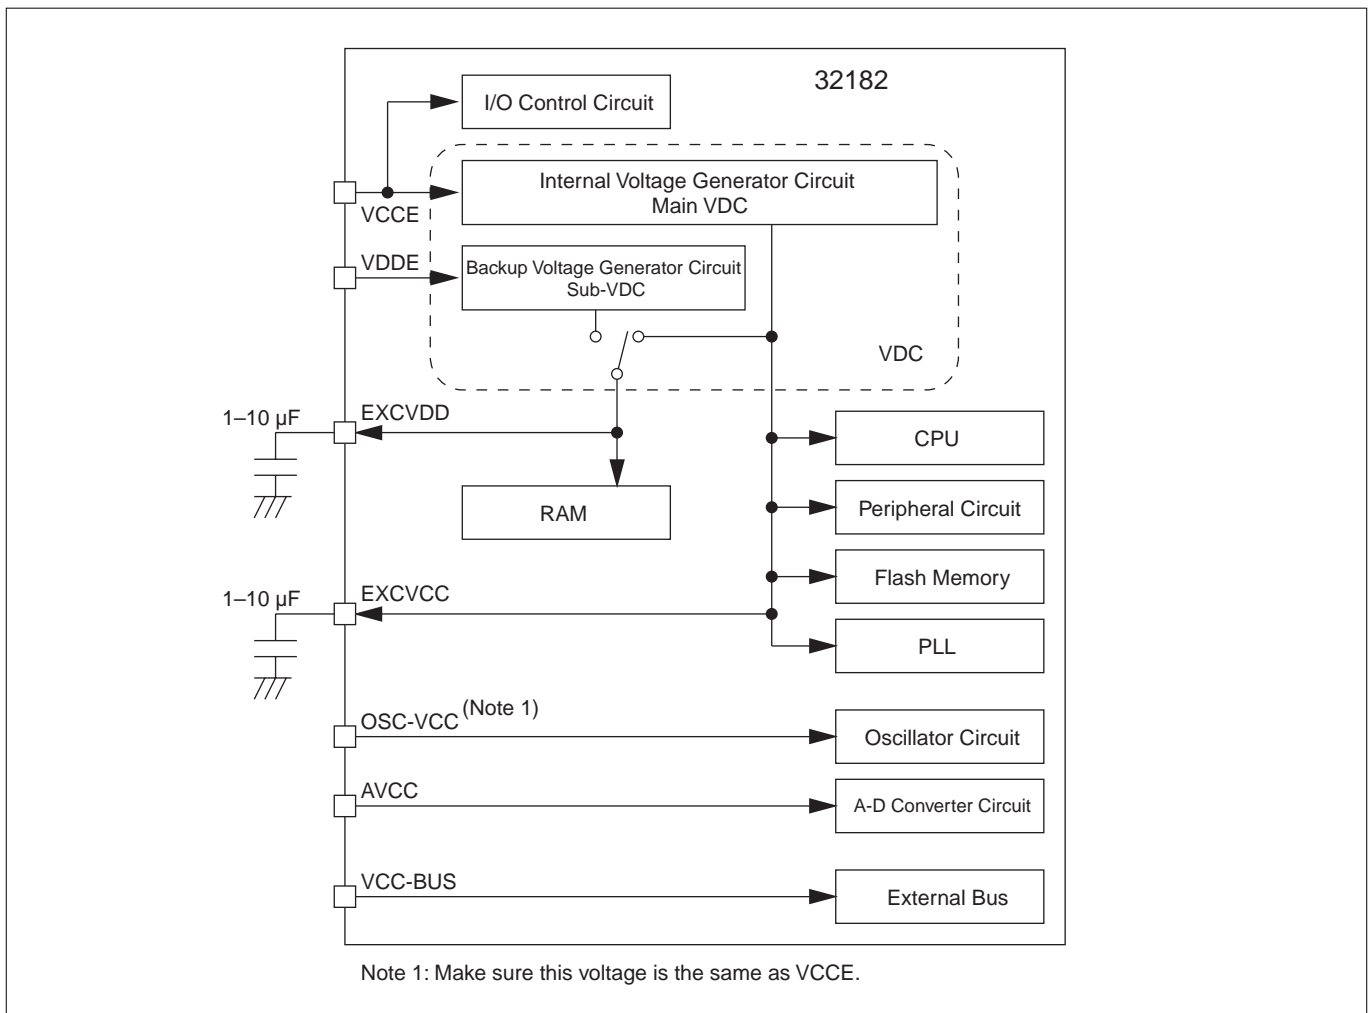 32182
I/O Control Circuit
Internal Voltage Generator Circuit
Main VDC
VCCE
VDDE
Backup Voltage Generator Circuit
Sub-VDC
VDC
1–10 µF
EXCVDD
CPU
RAM
Peripheral Circuit
Flash Memory
1–10 µF
EXCVCC
PLL
OSC-VCC (Note 1)
Oscillator Circuit
AVCC
A-D Converter Circuit
VCC-BUS
External Bus
Note 1: Make sure this voltage is the same as VCCE.